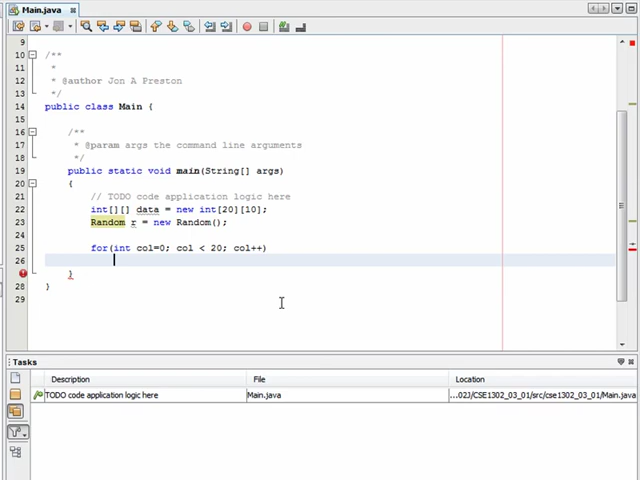 Main.java
9
10 /**
11 *
12 * @author Jon A Preston
13 */
14 public class Main {
15
16 /**
17 * @param args the command line arguments
18 */
19 public static void main(String[] args)
20 {
21 // TODO code application logic here
22 int[][] data = new int[20][10];
23 Random r = new Random();
24
25 for(int col=0; col < 20; col++)
26
}
28 }
29
Tasks
Description File Location
TODO code application logic here Main.java ...02J/CSE1302_03_01/src/cse1302_03_01/Main.java